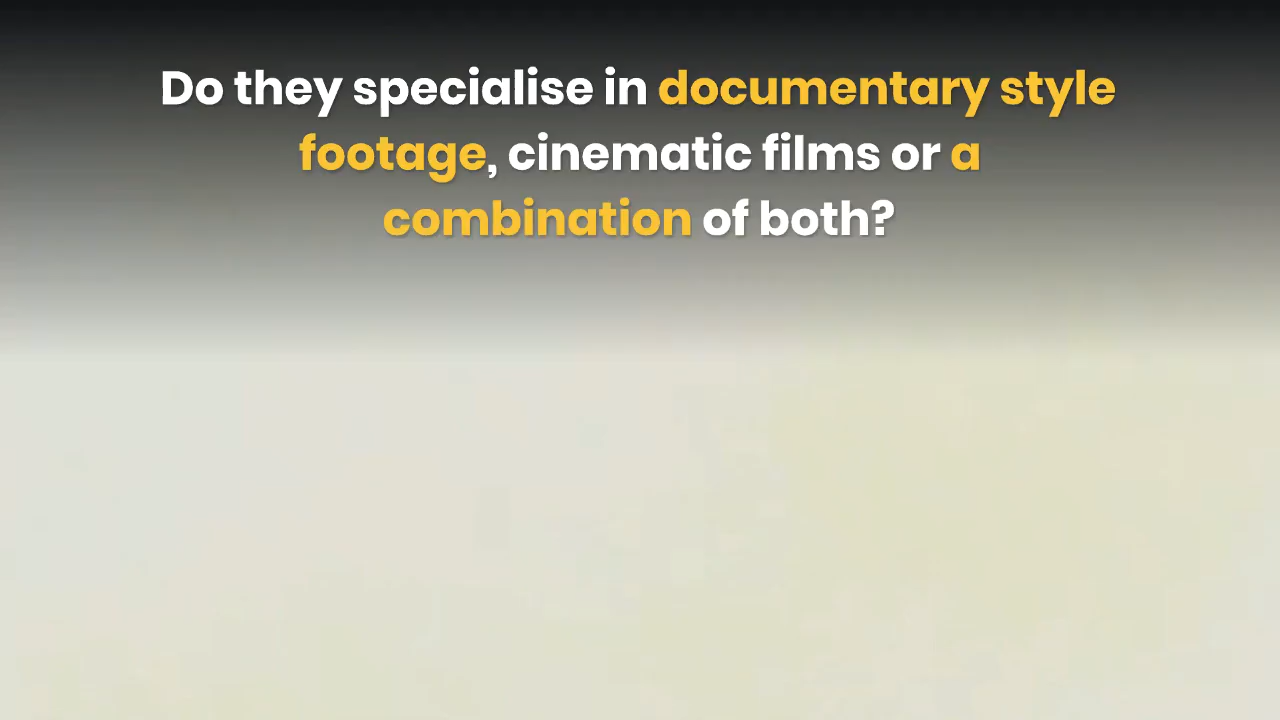 Do they specialise in documentary style
footage, cinematic films or a
combination of both?